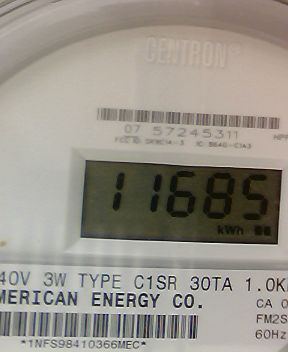 CENTRON®
07 57245311
11685
kWh
40V 3W TYPE C1SR 30TA 1.0K
MERICAN ENERGY CO.
CA 0
FM2S
60Hz
*1NFS98410366MEC*